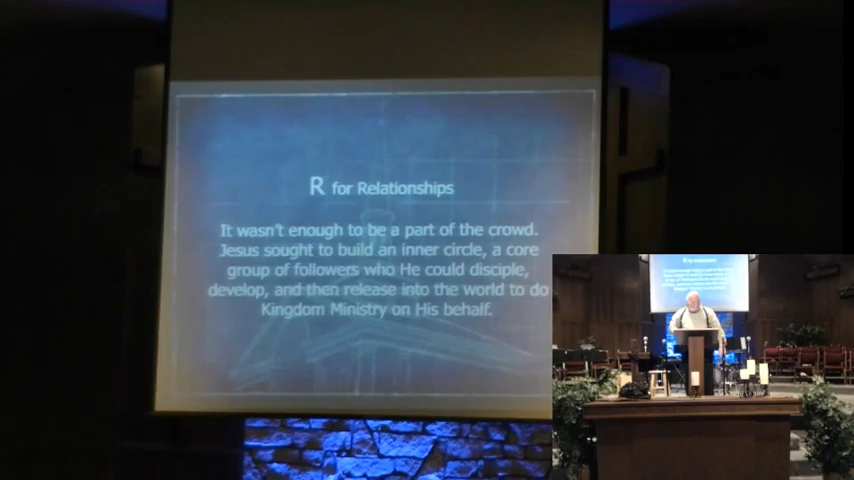 R for Relationships
It wasn't enough to be a part of the crowd.
Jesus sought to build an inner circle, a core
group of followers who He could disciple,
develop, and then release into the world to do
Kingdom Ministry on His behalf.
R for Relationships